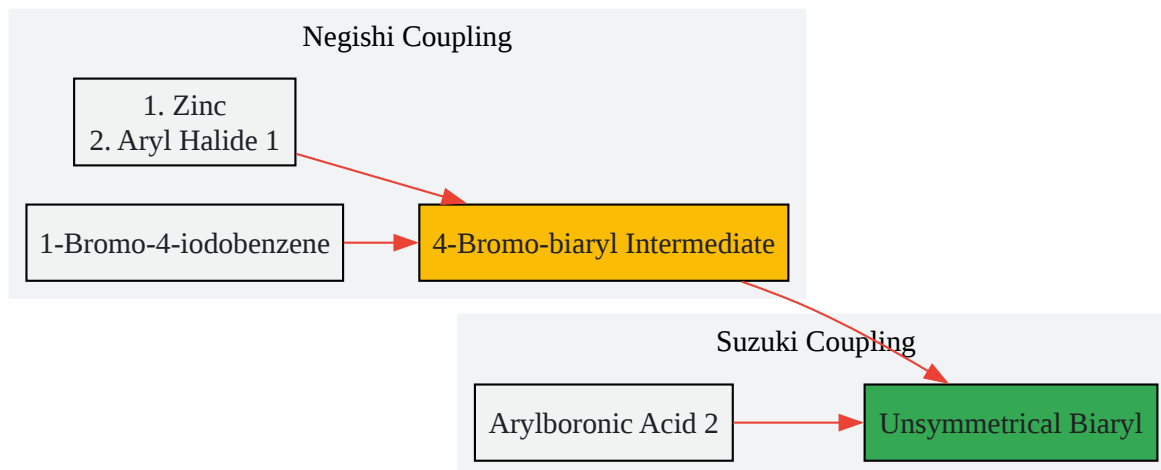 Negishi Coupling
1. Zinc
2. Aryl Halide 1
1-Bromo-4-iodobenzene
4-Bromo-biaryl Intermediate
Suzuki Coupling
Arylboronic Acid 2
Unsymmetrical Biaryl